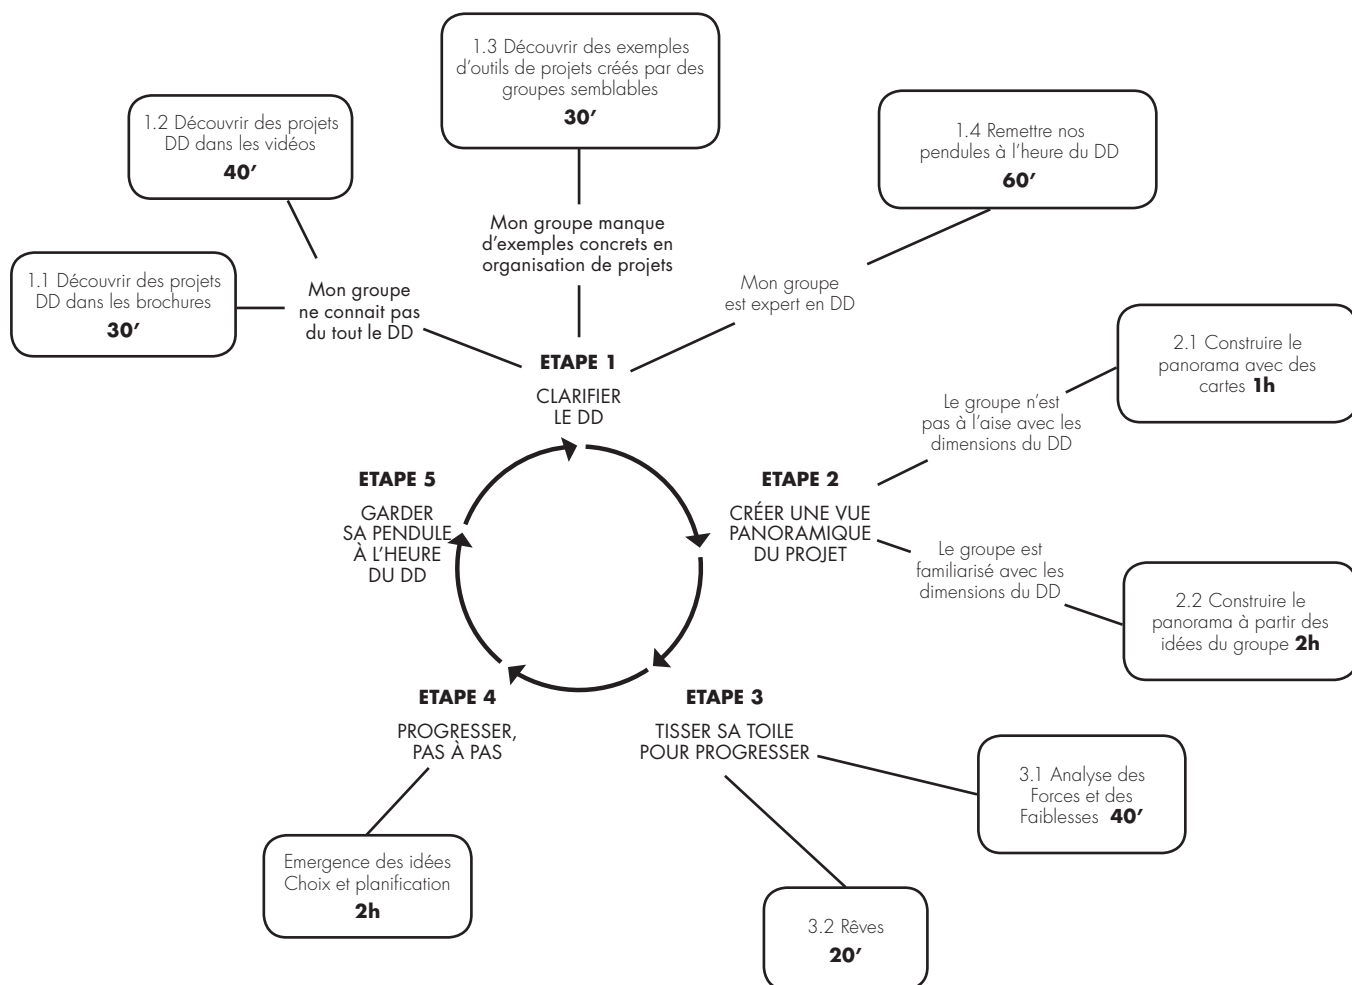 1.3 Découvrir des exemples
d'outils de projets créés par des
groupes semblables
30'
1.2 Découvrir des projets
DD dans les vidéos
40'
1.4 Remettre nos
pendules à l'heure du DD
60'
Mon groupe manque
d'exemples concrets en
organisation de projets
1.1 Découvrir des projets
DD dans les brochures
30'
Mon groupe
ne connait pas
du tout le DD
Mon groupe
est expert en DD
ETAPE 1
CLARIFIER
LE DD
2.1 Construire le
panorama avec des
cartes 1h
Le groupe n'est
pas à l'aise avec les
dimensions du DD
ETAPE 5
GARDER
SA PENDULE
À L'HEURE
DU DD
ETAPE 2
CRÉER UNE VUE
PANORAMIQUE
DU PROJET
Le groupe est
familiarisé avec les
dimensions du DD
2.2 Construire le
panorama à partir des
idées du groupe 2h
ETAPE 4
PROGRESSER,
PAS À PAS
ETAPE 3
TISSER SA TOILE
POUR PROGRESSER
3.1 Analyse des
Forces et des
Faiblesses 40'
Emergence des idées
Choix et planification
2h
3.2 Rêves
20'